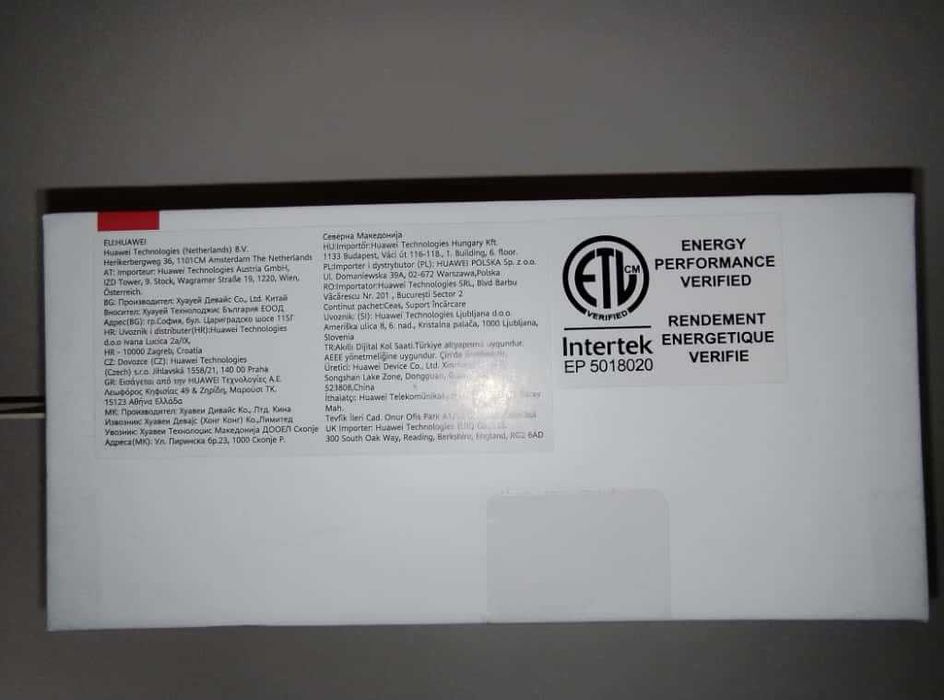 EU:HUAWEI
Huawei Technologies (Netherlands) B.V.
Herikerbergweg 36, 1101CM Amsterdam The Netherlands
AT: Importeur: Huawei Technologies Austria GmbH,
IZD Tower, 9. Stock, Wagramer Straße 19, 1220, Wien,
Österreich.
BG: Производител: Хуауей Девайс Co., Ltd. Китай
Вносител: Хуауей Технолоджис България ЕООД
Адрес(BG): гр.София, бул. Цариградско шосе 115Г
HR: Uvoznik i distributer(HR):Huawei Technologies
d.o.o Ivana Lucica 2a/IX,
HR – 10000 Zagreb, Croatia
CZ: Dovozce (CZ): Huawei Technologies
(Czech) s.r.o. Jihlavská 1558/21, 140 00 Praha
GR: Εισάγεται από την HUAWEI Τεχνολογίες Α.Ε.
Λεωφόρος Κηφισίας 49 & Ζηρίδη, Μαρούσι ΤΚ.
15123 Αθήνα Ελλάδα
МК: Производител: Хуавеи Дивајс Ко., Лтд, Кина
Извозник: Хуавеи Девајс (Хонг Конг) Ко.,Лимитед
Увозник: Хуавеи Технолоџис Македонија ДООЕЛ Скопје
Адреса(МК): Ул. Пиринска бр.23, 1000 Скопје Р.
Северна Македонија
HU:Importőr:Huawei Technologies Hungary Kft.
1133 Budapest, Váci út 116-118., 1. Building, 6. floor.
PL:Importer i dystrybutor (PL): HUAWEI POLSKA Sp. z o.o.
Ul. Domaniewska 39A, 02-672 Warszawa,Polska
RO:Importator:Huawei Technologies SRL, Blvd Barbu
Văcărescu Nr. 201 , București Sector 2
Continut pachet:Ceas, Suport încărcare
Uvoznik: (SI): Huawei Technologies Ljubljana d.o.o
Ameriška ulica 8, 6. nad., Kristalna palača, 1000 Ljubljana,
Slovenia
TR:Akıllı Dijital Kol Saati.Türkiye altyapısına uygundur.
AEEE yönetmeliğine uygundur.
Üretici: Huawei Device Co., Ltd.
Songshan Lake Zone, Dongguan,
523808,China
İthalatçı: Huawei
Mah.
Tevfik İleri Cad. Onur Ofis Park
UK Importer: Huawei Technologies
300 South Oak Way, Reading, Berkshire, England, RG2 6AD
ETL CM
VERIFIED
Intertek
EP 5018020
ENERGY
PERFORMANCE
VERIFIED
RENDEMENT
ENERGETIQUE
VERIFIE